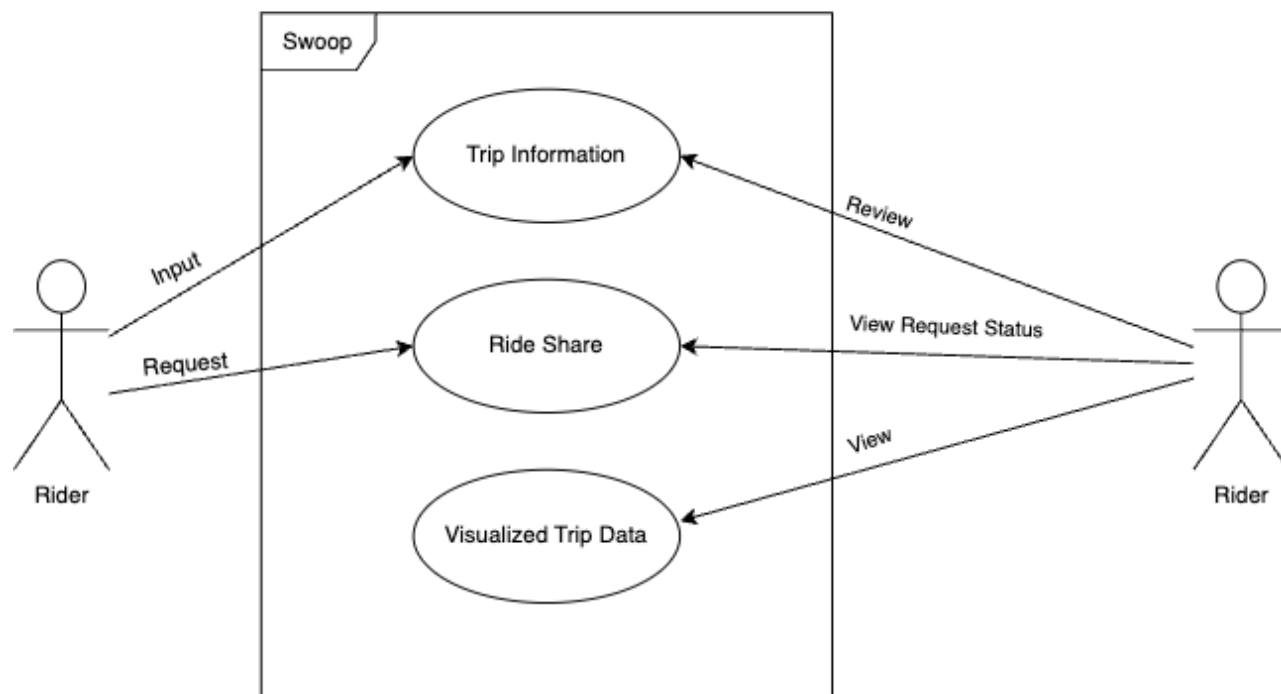 Swoop
Trip Information
Review
Input
View Request Status
Ride Share
Request
View
Rider
Rider
Visualized Trip Data